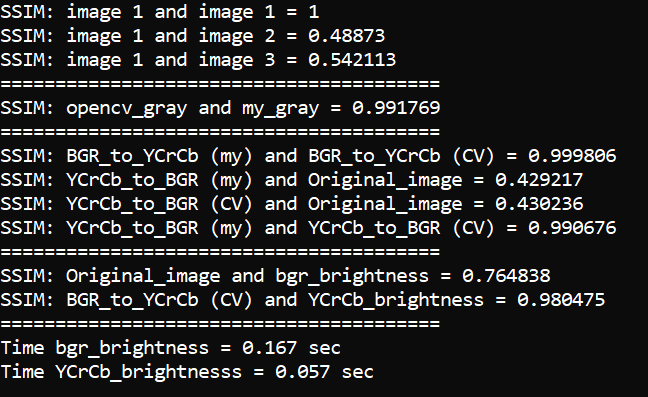 SSIM: image 1 and image 1 = 1
SSIM: image 1 and image 2 = 0.48873
SSIM: image 1 and image 3 = 0.542113
========================================
SSIM: opencv_gray and my_gray = 0.991769
========================================
SSIM: BGR_to_YCrCb (my) and BGR_to_YCrCb (CV) = 0.999806
SSIM: YCrCb_to_BGR (my) and Original_image = 0.429217
SSIM: YCrCb_to_BGR (CV) and Original_image = 0.430236
SSIM: YCrCb_to_BGR (my) and YCrCb_to_BGR (CV) = 0.990676
========================================
SSIM: Original_image and bgr_brightness = 0.764838
SSIM: BGR_to_YCrCb (CV) and YCrCb_brightness = 0.980475
========================================
Time bgr_brightness = 0.167 sec
Time YCrCb_brightnesss = 0.057 sec